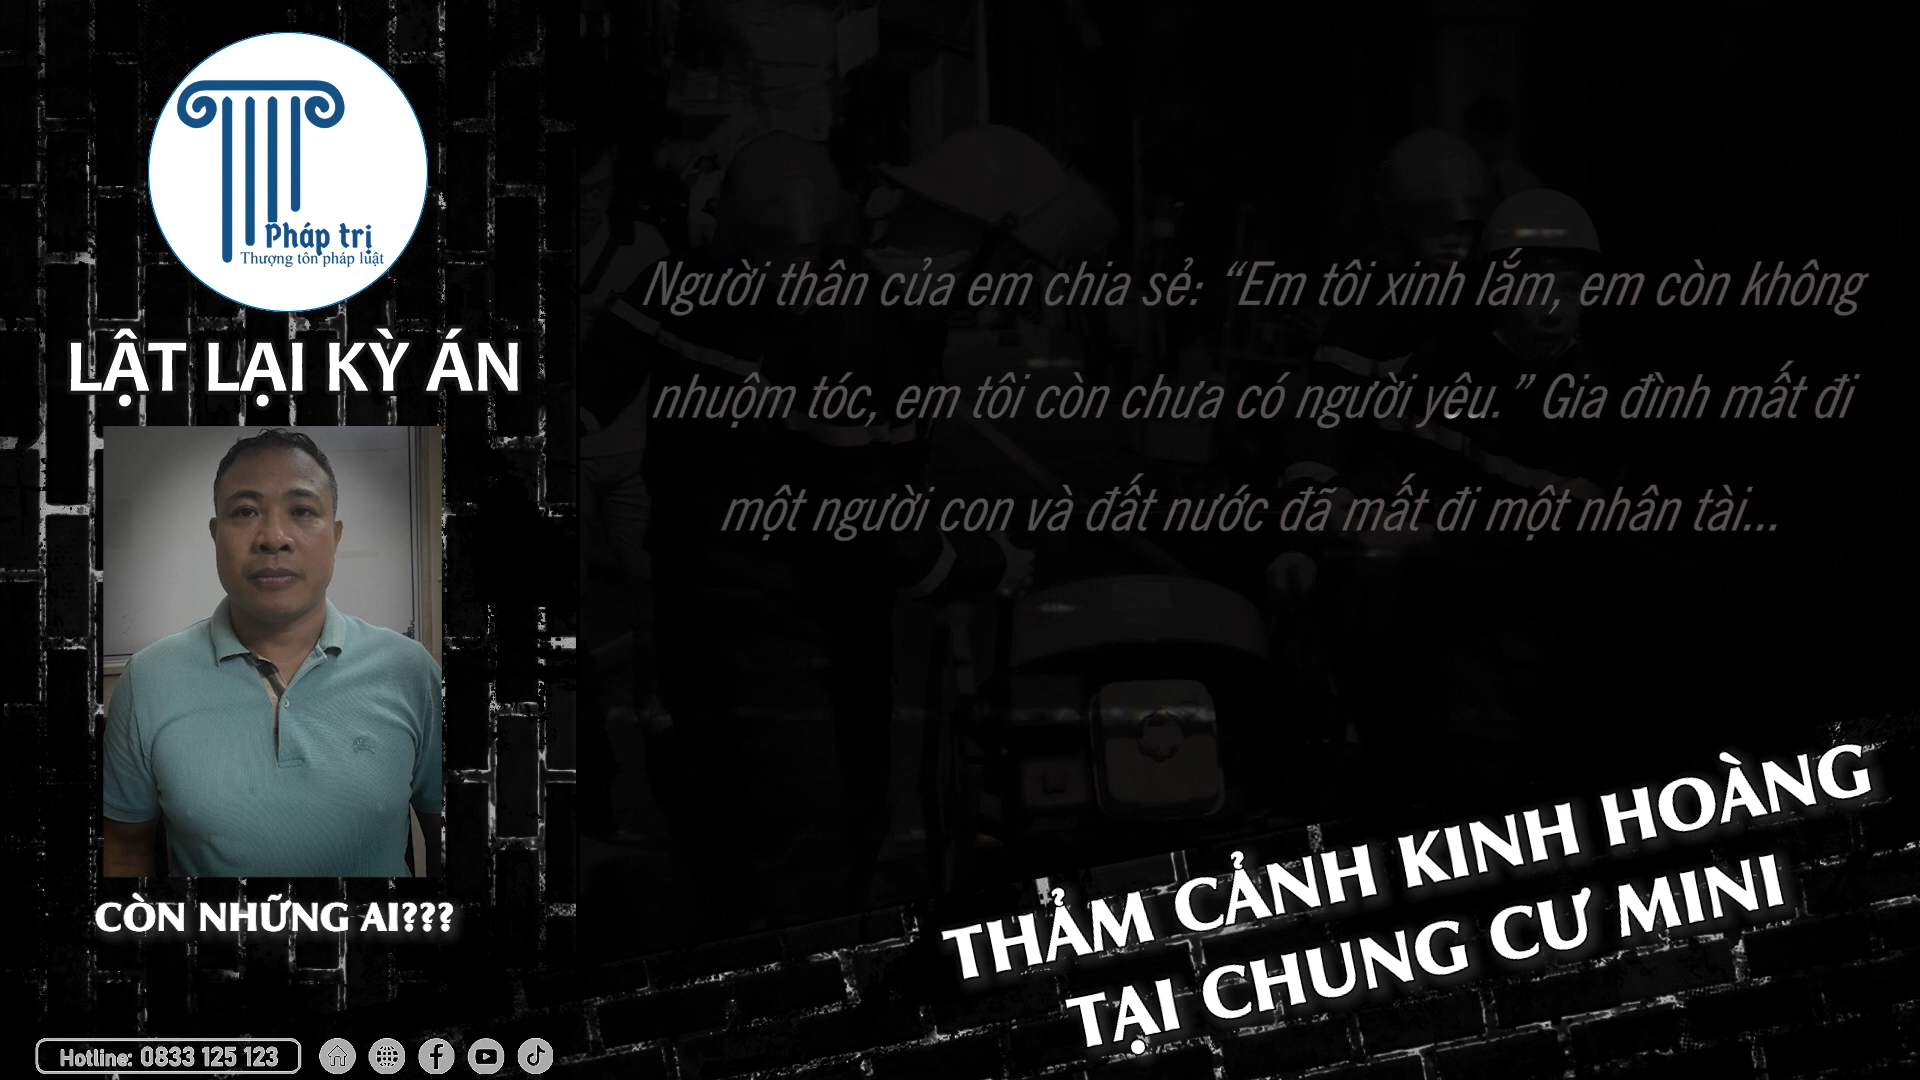 Pháp trị
Thượng tôn pháp luật
LẬT LẠI KỲ ÁN
CÒN NHỮNG AI???
Hotline: 0833 125 123
Người thân của em chia sẻ: “Em tôi xinh lắm, em còn không
nhuộm tóc, em tôi còn chưa có người yêu.” Gia đình mất đi
một người con và đất nước đã mất đi một nhân tài...
THẢM CẢNH KINH HOÀNG
TẠI CHUNG CƯ MINI